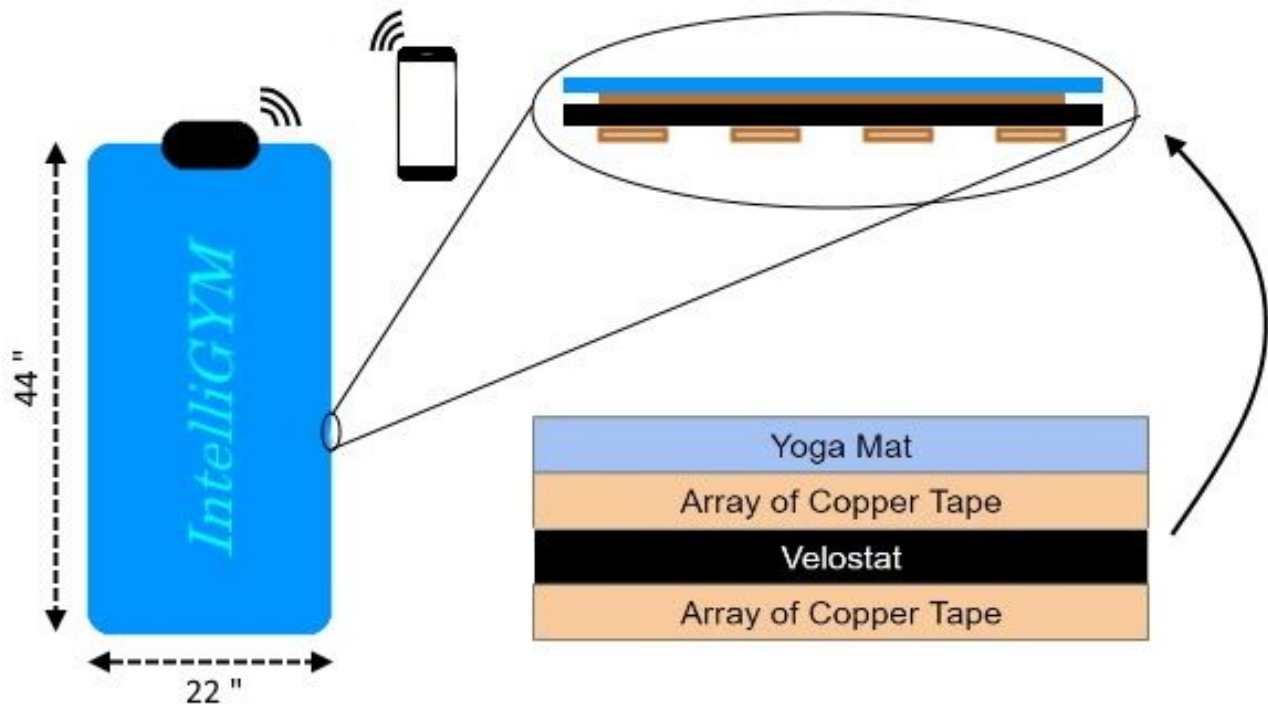 44 "
IntelliGYM
22 "
Yoga Mat
Array of Copper Tape
Velostat
Array of Copper Tape